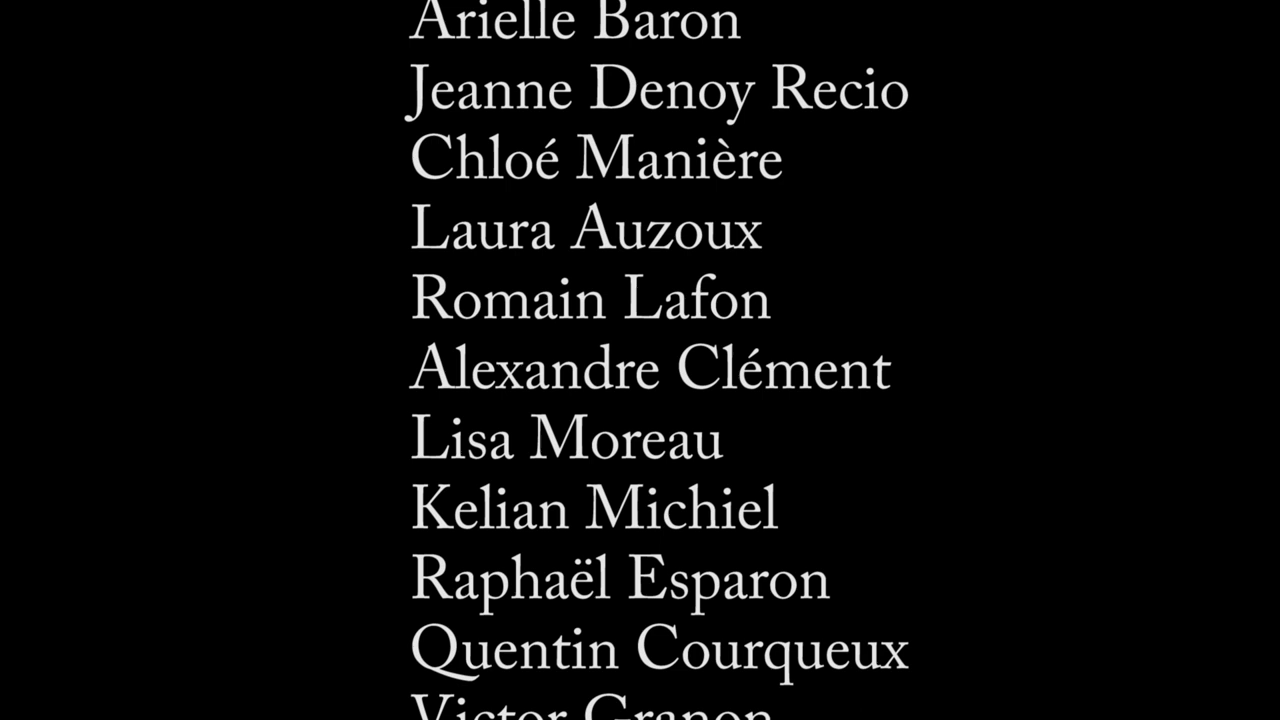 Arielle Baron
Jeanne Denoy Recio
Chloé Manière
Laura Auzoux
Romain Lafon
Alexandre Clément
Lisa Moreau
Kelian Michiel
Raphaël Esparon
Quentin Courqueux
Victor Granon